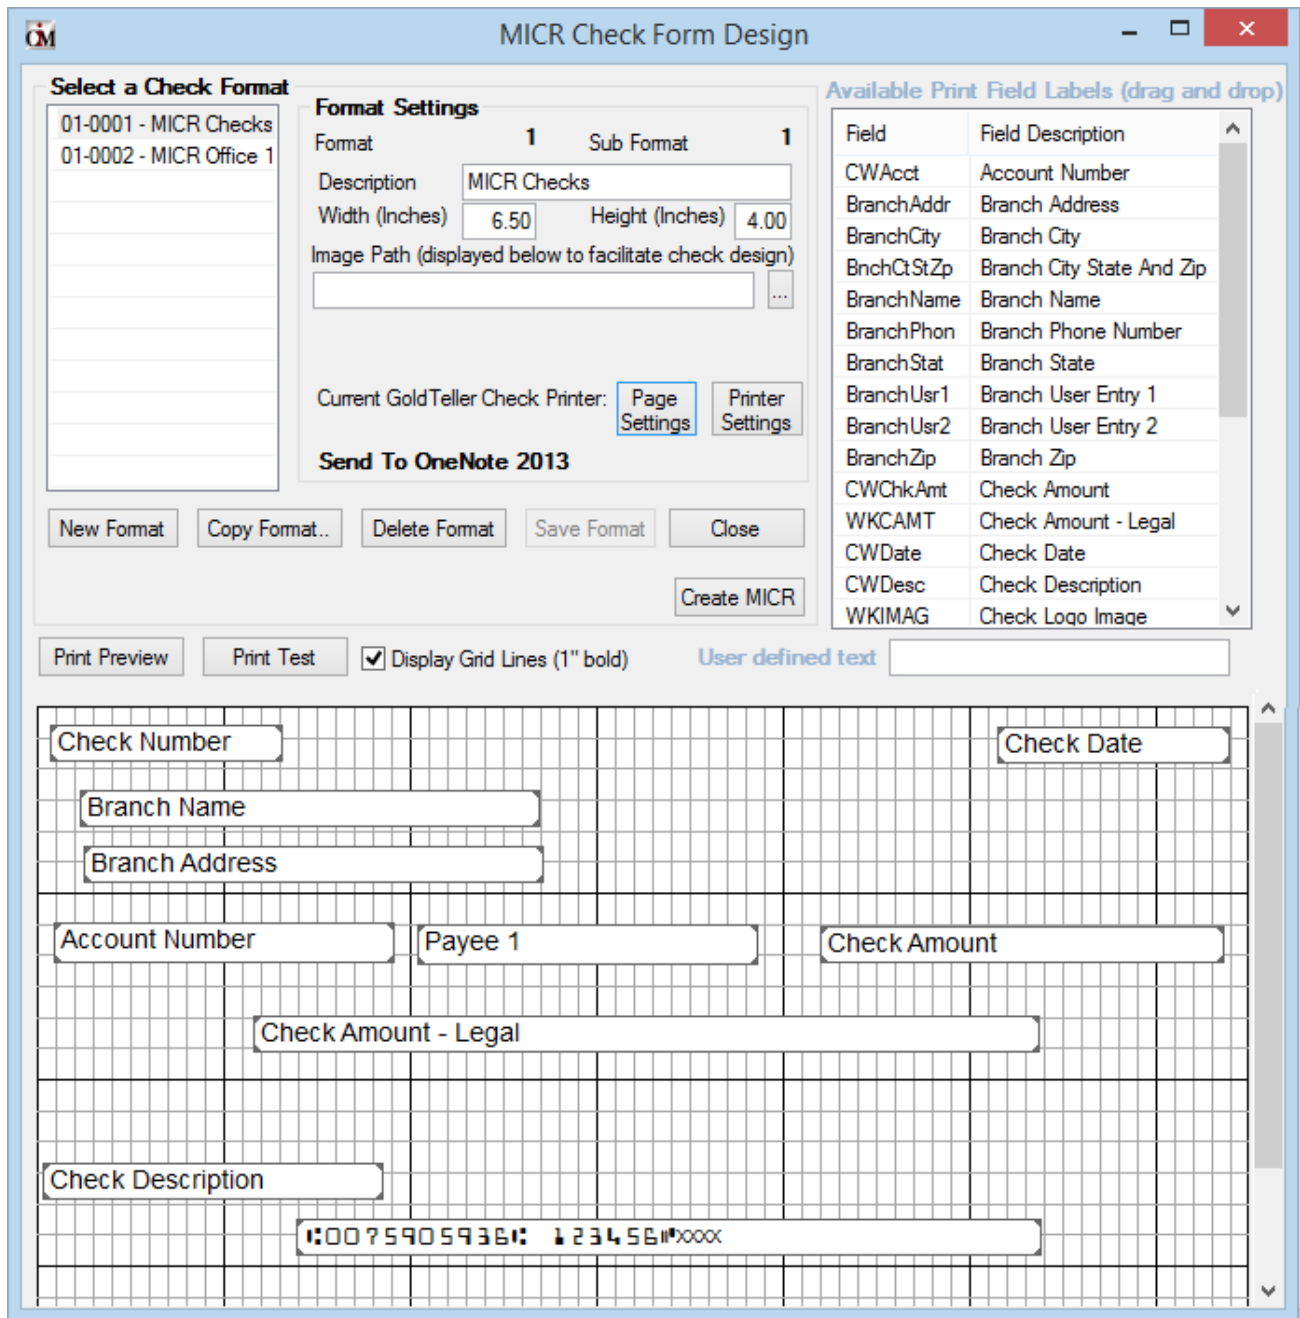 MICR Check Form Design
Select a Check Format
01-0001 - MICR Checks
01-0002 - MICR Office 1
Format Settings
Format 1 Sub Format 1
Description MICR Checks
Width (Inches) 6.50 Height (Inches) 4.00
Image Path (displayed below to facilitate check design)
...
Current GoldTeller Check Printer:
Page Settings
Printer Settings
Send To OneNote 2013
New Format Copy Format.. Delete Format Save Format Close
Create MICR
Available Print Field Labels (drag and drop)
Field Field Description
CWAcct Account Number
BranchAddr Branch Address
BranchCity Branch City
BnchCtStZp Branch City State And Zip
BranchName Branch Name
BranchPhon Branch Phone Number
BranchStat Branch State
BranchUsr1 Branch User Entry 1
BranchUsr2 Branch User Entry 2
BranchZip Branch Zip
CWChkAmt Check Amount
WKCAMT Check Amount - Legal
CWDate Check Date
CWDesc Check Description
WKIMAG Check Logo Image
Print Preview Print Test Display Grid Lines (1" bold) User defined text
Check Number Check Date
Branch Name
Branch Address
Account Number Payee 1 Check Amount
Check Amount - Legal
Check Description
⑆0075905936⑆ 123456⑈XXXX